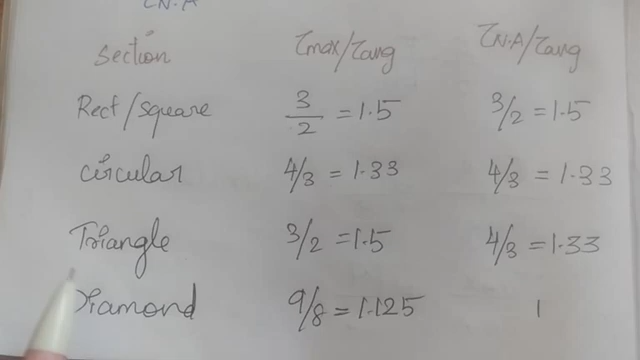 τN.A
section τmax/τavg τN.A/τavg
Rect/square 3/2 = 1.5 3/2 = 1.5
circular 4/3 = 1.33 4/3 = 1.33
Triangle 3/2 = 1.5 4/3 = 1.33
Diamond 9/8 = 1.125 1